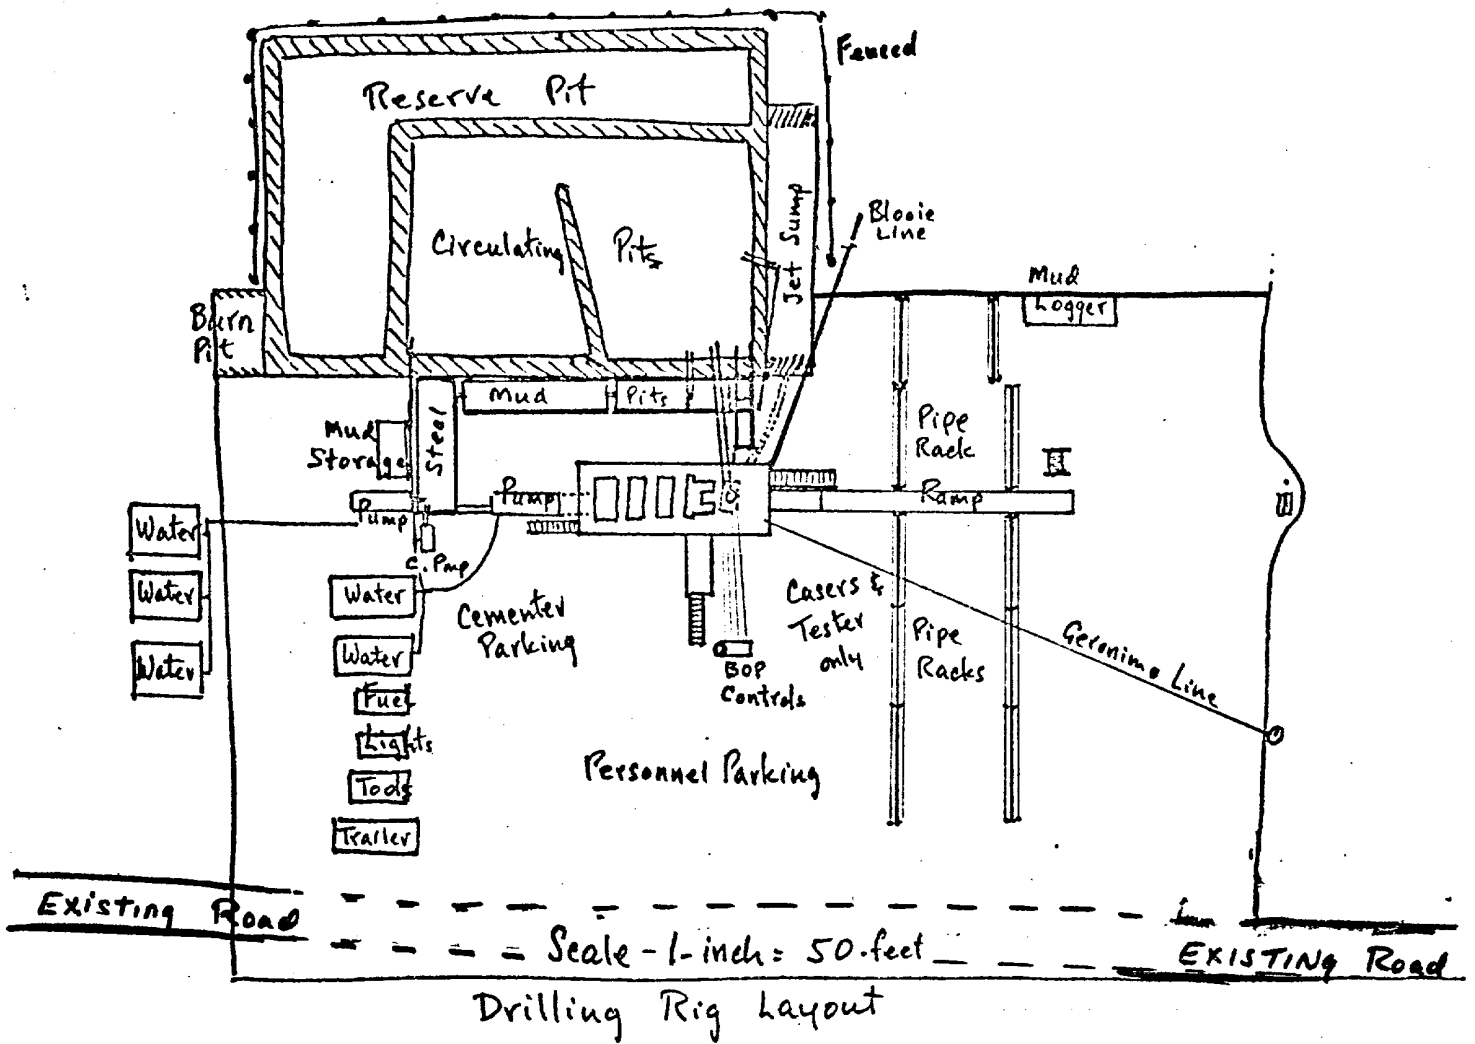 Fenced
Reserve Pit
Blooie
Line
Jet Sump
Circulating Pits
Mud
Logger
Burn
Pit
Mud Pits
Steal
Mud
Storage
Pipe
Rack
Pump
Ramp
Pump
Water
C. Pmp
Water
Water
Cementer
Parking
Casers &
Tester
only
Water
Water
Pipe
Racks
Geronimo Line
BOP
Controls
Fuel
Lights
Personnel Parking
Tools
Trailer
Existing Road
Scale - 1-inch = 50.feet
EXISTING Road
Drilling Rig Layout